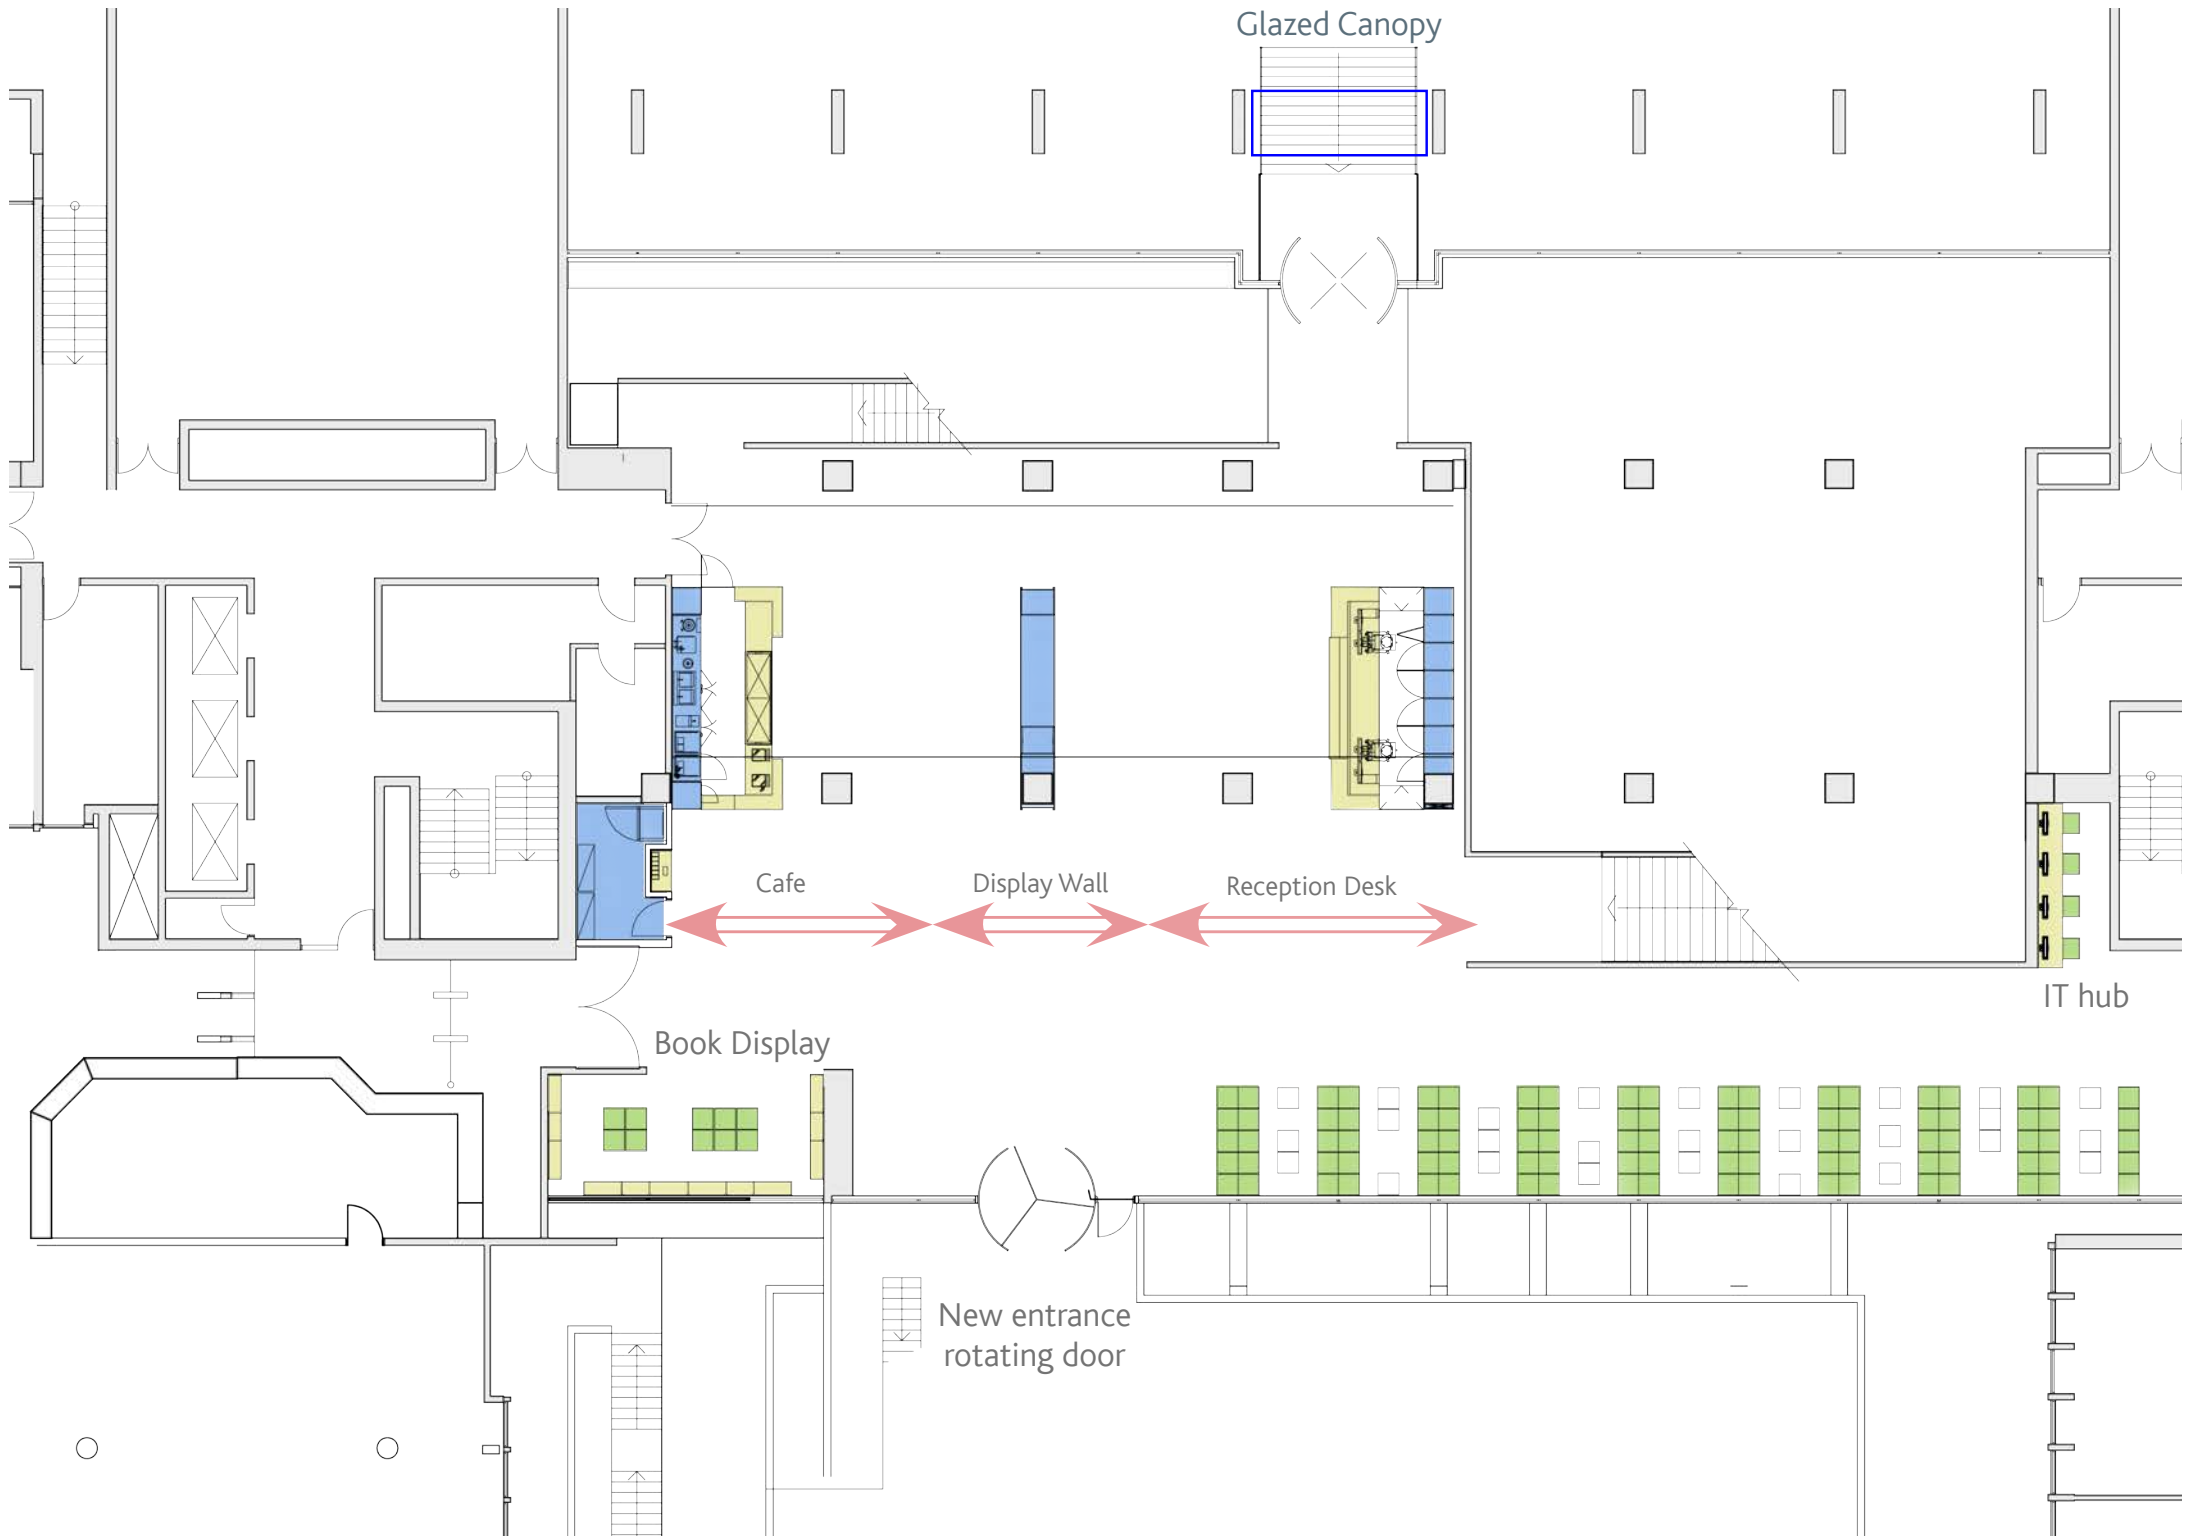 Glazed Canopy
Cafe
Display Wall
Reception Desk
IT hub
Book Display
New entrance
rotating door